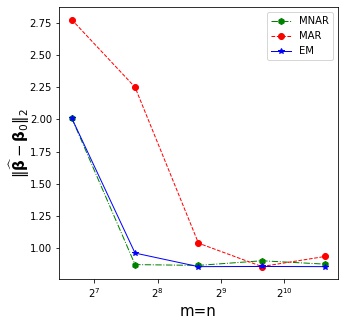 MNAR
MAR
EM
2.75
2.50
2.25
2.00
1.75
1.50
1.25
1.00
‖β̂ − β₀‖₂
2⁷ 2⁸ 2⁹ 2¹⁰
m=n